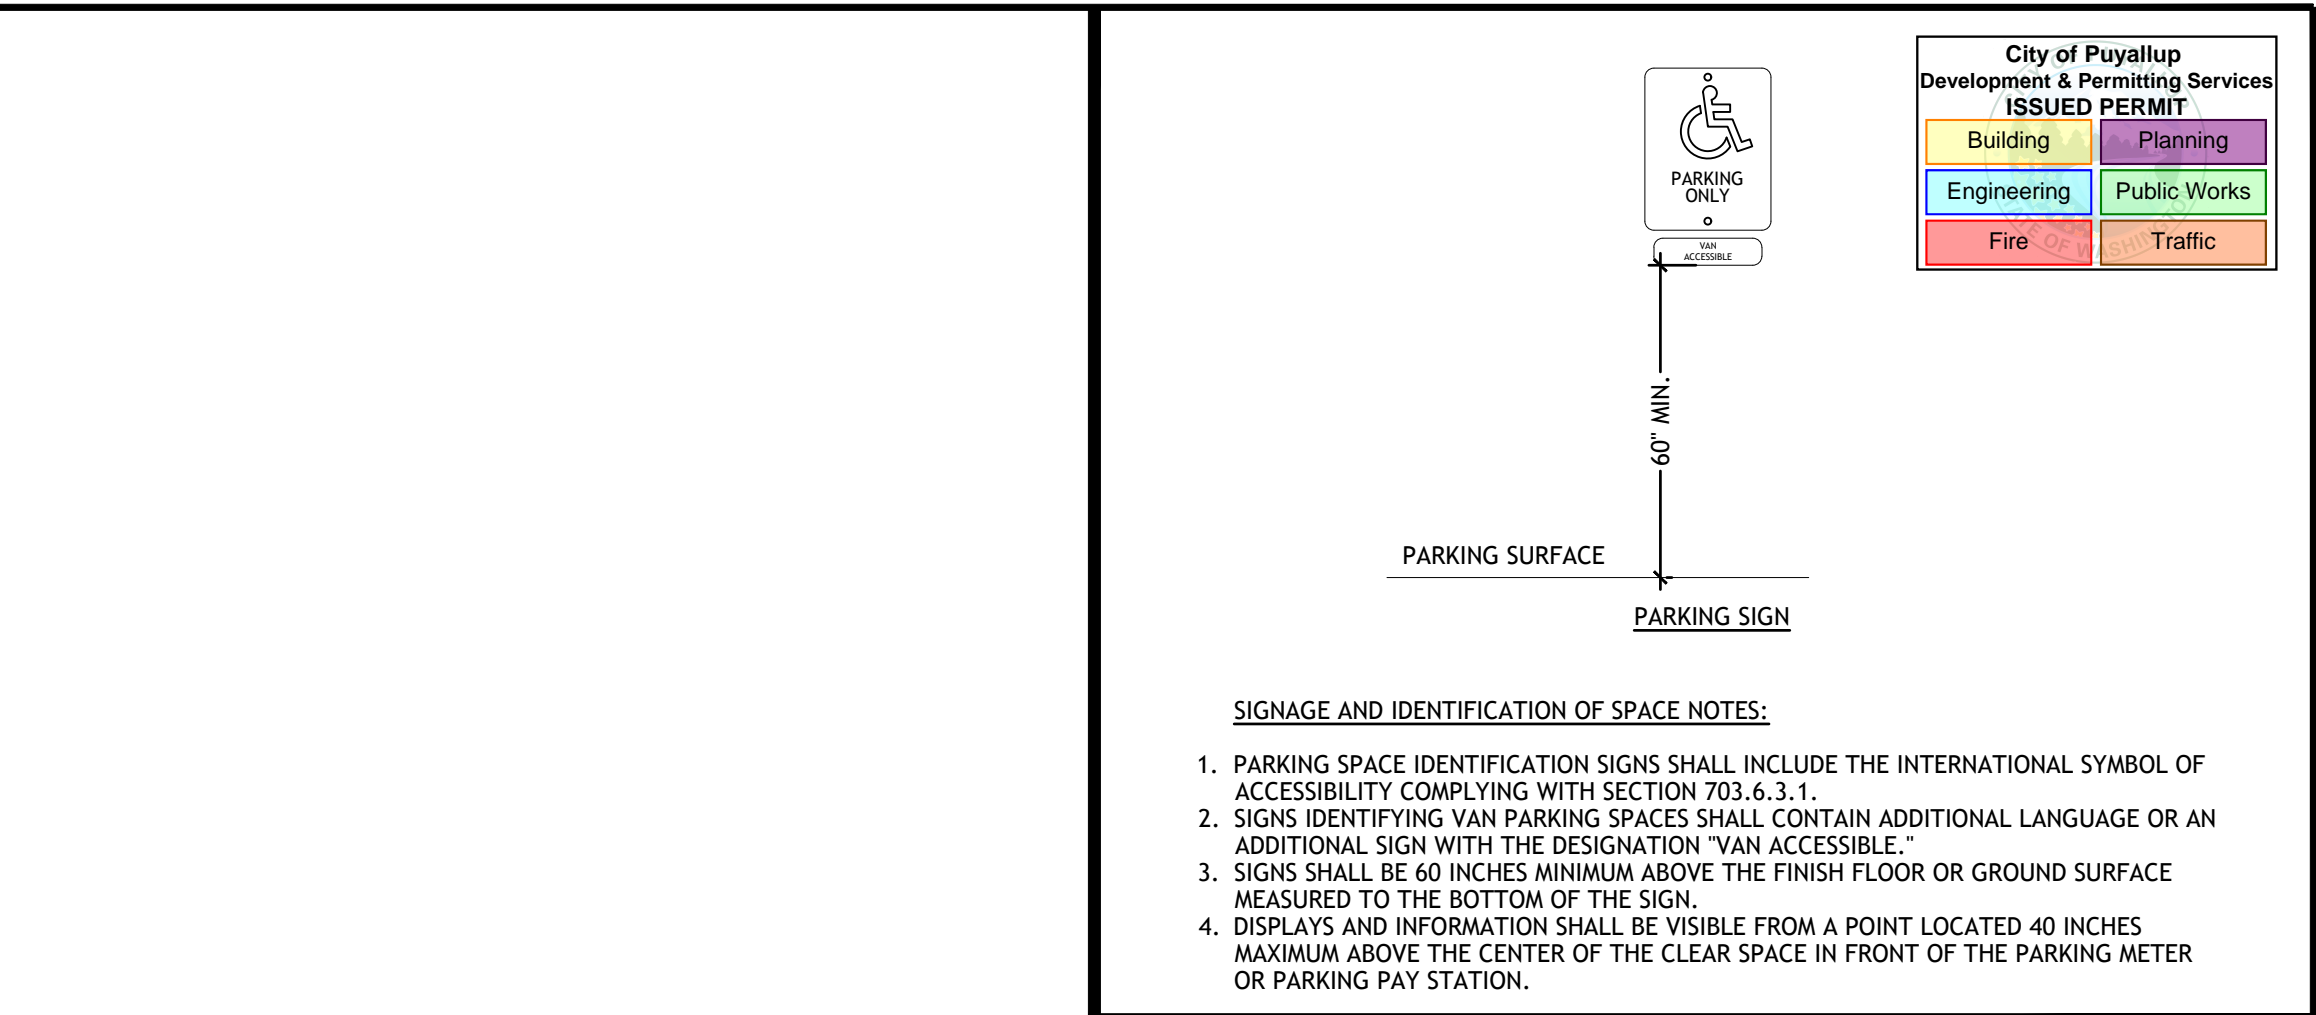 City of Puyallup
Development & Permitting Services
ISSUED PERMIT
Building
Planning
Engineering
Public Works
Fire
Traffic
CITY OF PUYALLUP
STATE OF WASHINGTON
PARKING
ONLY
VAN
ACCESSIBLE
60" MIN.
PARKING SURFACE
PARKING SIGN
SIGNAGE AND IDENTIFICATION OF SPACE NOTES:
1. PARKING SPACE IDENTIFICATION SIGNS SHALL INCLUDE THE INTERNATIONAL SYMBOL OF
ACCESSIBILITY COMPLYING WITH SECTION 703.6.3.1.
2. SIGNS IDENTIFYING VAN PARKING SPACES SHALL CONTAIN ADDITIONAL LANGUAGE OR AN
ADDITIONAL SIGN WITH THE DESIGNATION "VAN ACCESSIBLE."
3. SIGNS SHALL BE 60 INCHES MINIMUM ABOVE THE FINISH FLOOR OR GROUND SURFACE
MEASURED TO THE BOTTOM OF THE SIGN.
4. DISPLAYS AND INFORMATION SHALL BE VISIBLE FROM A POINT LOCATED 40 INCHES
MAXIMUM ABOVE THE CENTER OF THE CLEAR SPACE IN FRONT OF THE PARKING METER
OR PARKING PAY STATION.